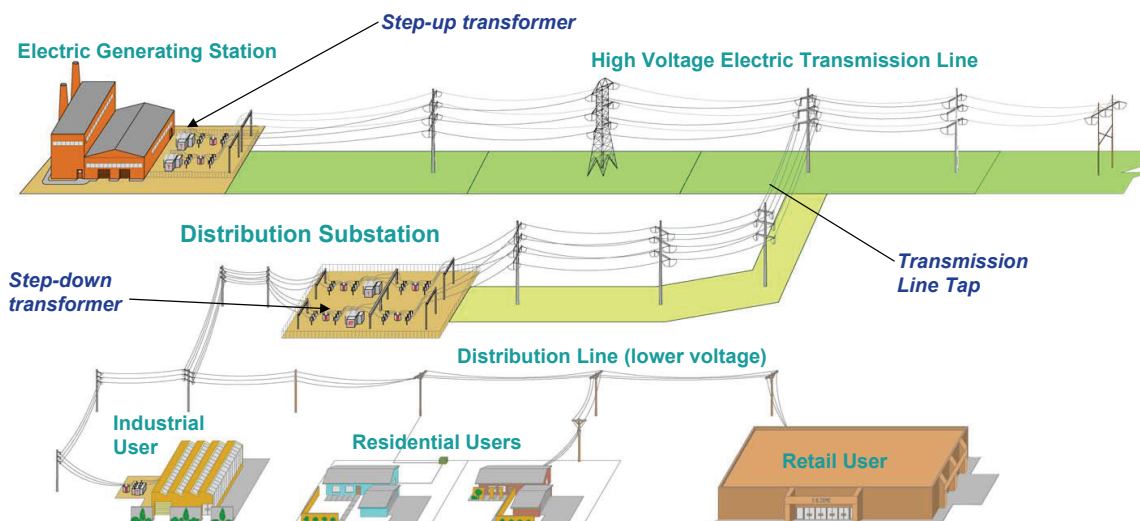 Step-up transformer
Electric Generating Station
High Voltage Electric Transmission Line
Distribution Substation
Step-down
transformer
Transmission
Line Tap
Distribution Line (lower voltage)
Industrial
User
Residential Users
Retail User